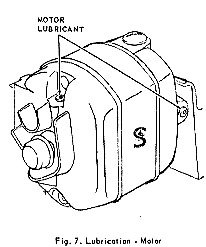 MOTOR
LUBRICANT
S
Fig. 7. Lubrication - Motor